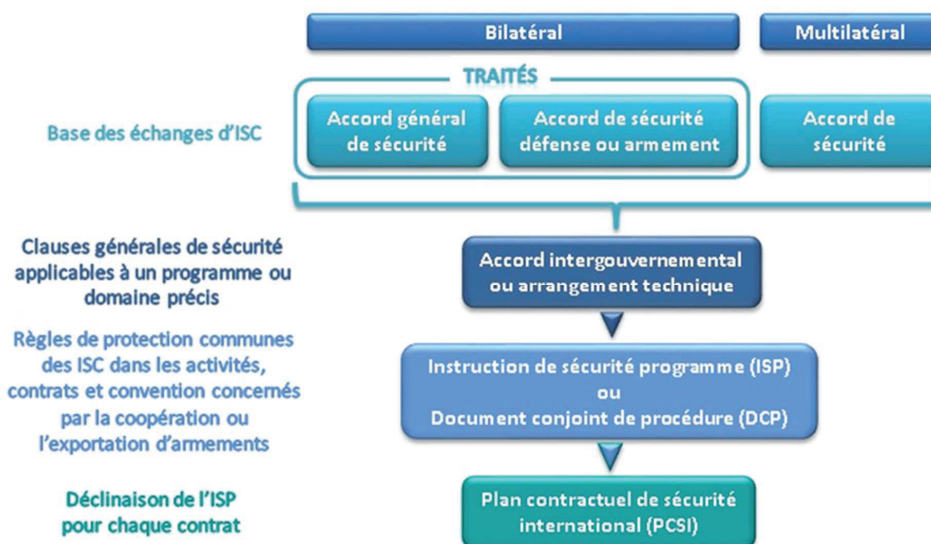 Bilatéral
Multilatéral
TRAITÉS
Base des échanges d'ISC
Accord général
de sécurité
Accord de sécurité
défense ou armement
Accord de
sécurité
Clauses générales de sécurité
applicables à un programme ou
domaine précis
Accord intergouvernemental
ou arrangement technique
Règles de protection communes
des ISC dans les activités,
contrats et convention concernés
par la coopération ou
l'exportation d'armements
Instruction de sécurité programme (ISP)
ou
Document conjoint de procédure (DCP)
Déclinaison de l'ISP
pour chaque contrat
Plan contractuel de sécurité
international (PCSI)